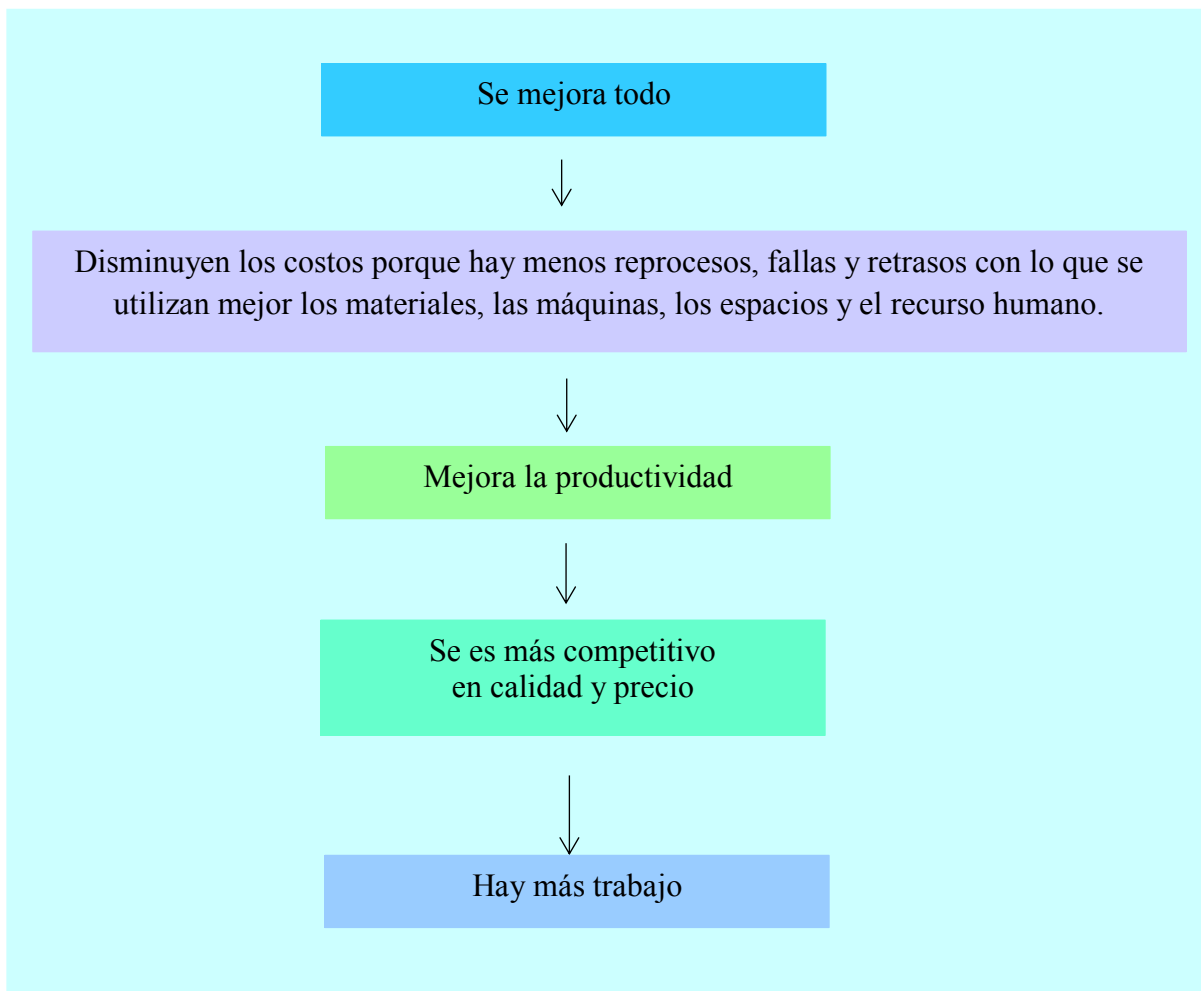 Se mejora todo
Disminuyen los costos porque hay menos reprocesos, fallas y retrasos con lo que se
utilizan mejor los materiales, las máquinas, los espacios y el recurso humano.
Mejora la productividad
Se es más competitivo
en calidad y precio
Hay más trabajo